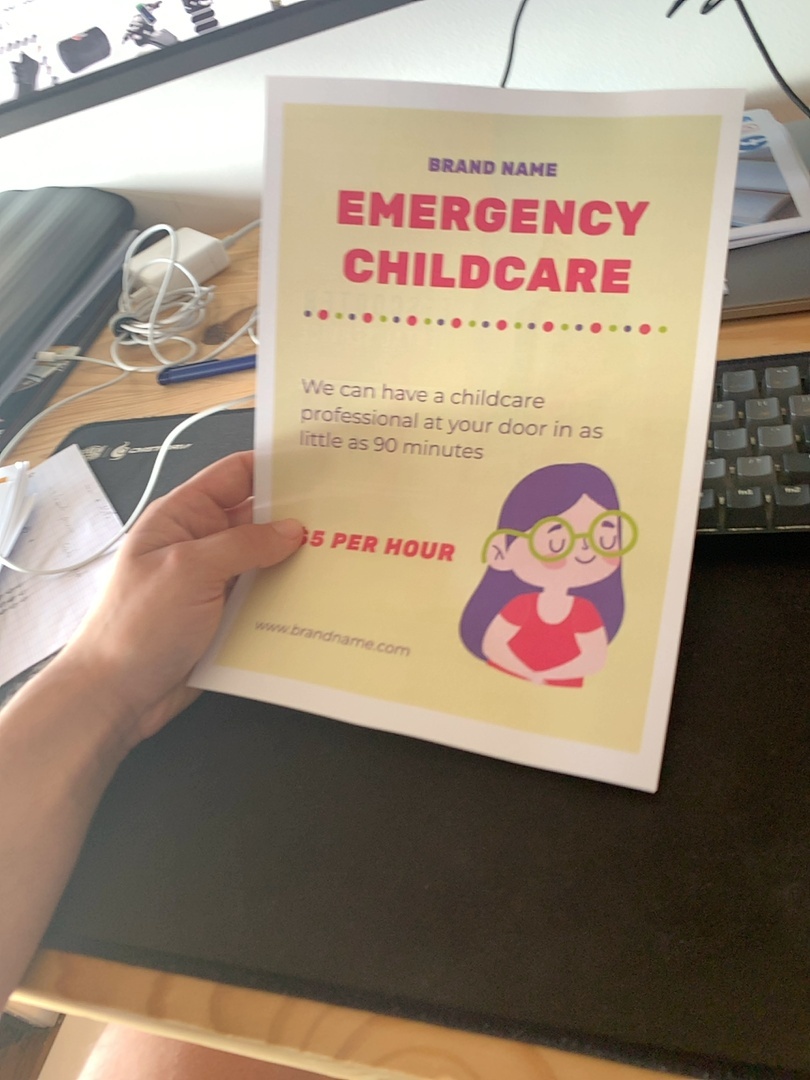 BRAND NAME
EMERGENCY
CHILDCARE
We can have a childcare
professional at your door in as
little as 90 minutes
$5 PER HOUR
www.brandname.com